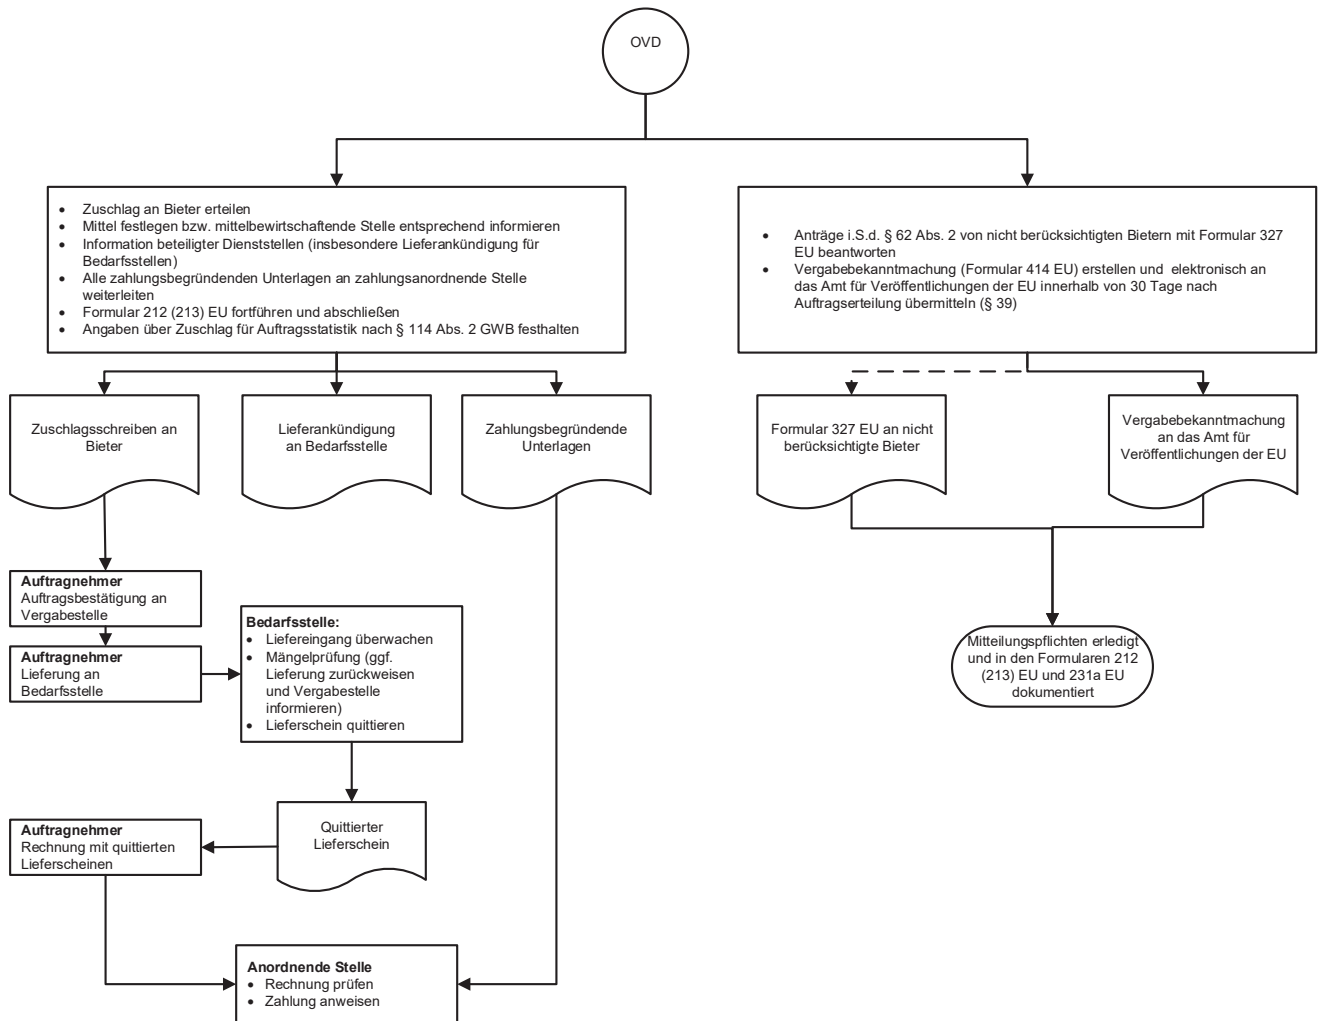 OVD
• Zuschlag an Bieter erteilen
• Mittel festlegen bzw. mittelbewirtschaftende Stelle entsprechend informieren
• Information beteiligter Dienststellen (insbesondere Lieferankündigung für
Bedarfsstellen)
• Alle zahlungsbegründenden Unterlagen an zahlungsanordnende Stelle
weiterleiten
• Formular 212 (213) EU fortführen und abschließen
• Angaben über Zuschlag für Auftragsstatistik nach § 114 Abs. 2 GWB festhalten
• Anträge i.S.d. § 62 Abs. 2 von nicht berücksichtigten Bietern mit Formular 327
EU beantworten
• Vergabebekanntmachung (Formular 414 EU) erstellen und elektronisch an
das Amt für Veröffentlichungen der EU innerhalb von 30 Tage nach
Auftragserteilung übermitteln (§ 39)
Zuschlagsschreiben an
Bieter
Lieferankündigung
an Bedarfsstelle
Zahlungsbegründende
Unterlagen
Formular 327 EU an nicht
berücksichtigte Bieter
Vergabebekanntmachung
an das Amt für
Veröffentlichungen der EU
Auftragnehmer
Auftragsbestätigung an
Vergabestelle
Auftragnehmer
Lieferung an
Bedarfsstelle
Bedarfsstelle:
• Liefereingang überwachen
• Mängelprüfung (ggf.
Lieferung zurückweisen
und Vergabestelle
informieren)
• Lieferschein quittieren
Mitteilungspflichten erledigt
und in den Formularen 212
(213) EU und 231a EU
dokumentiert
Quittierter
Lieferschein
Auftragnehmer
Rechnung mit quittierten
Lieferscheinen
Anordnende Stelle
• Rechnung prüfen
• Zahlung anweisen